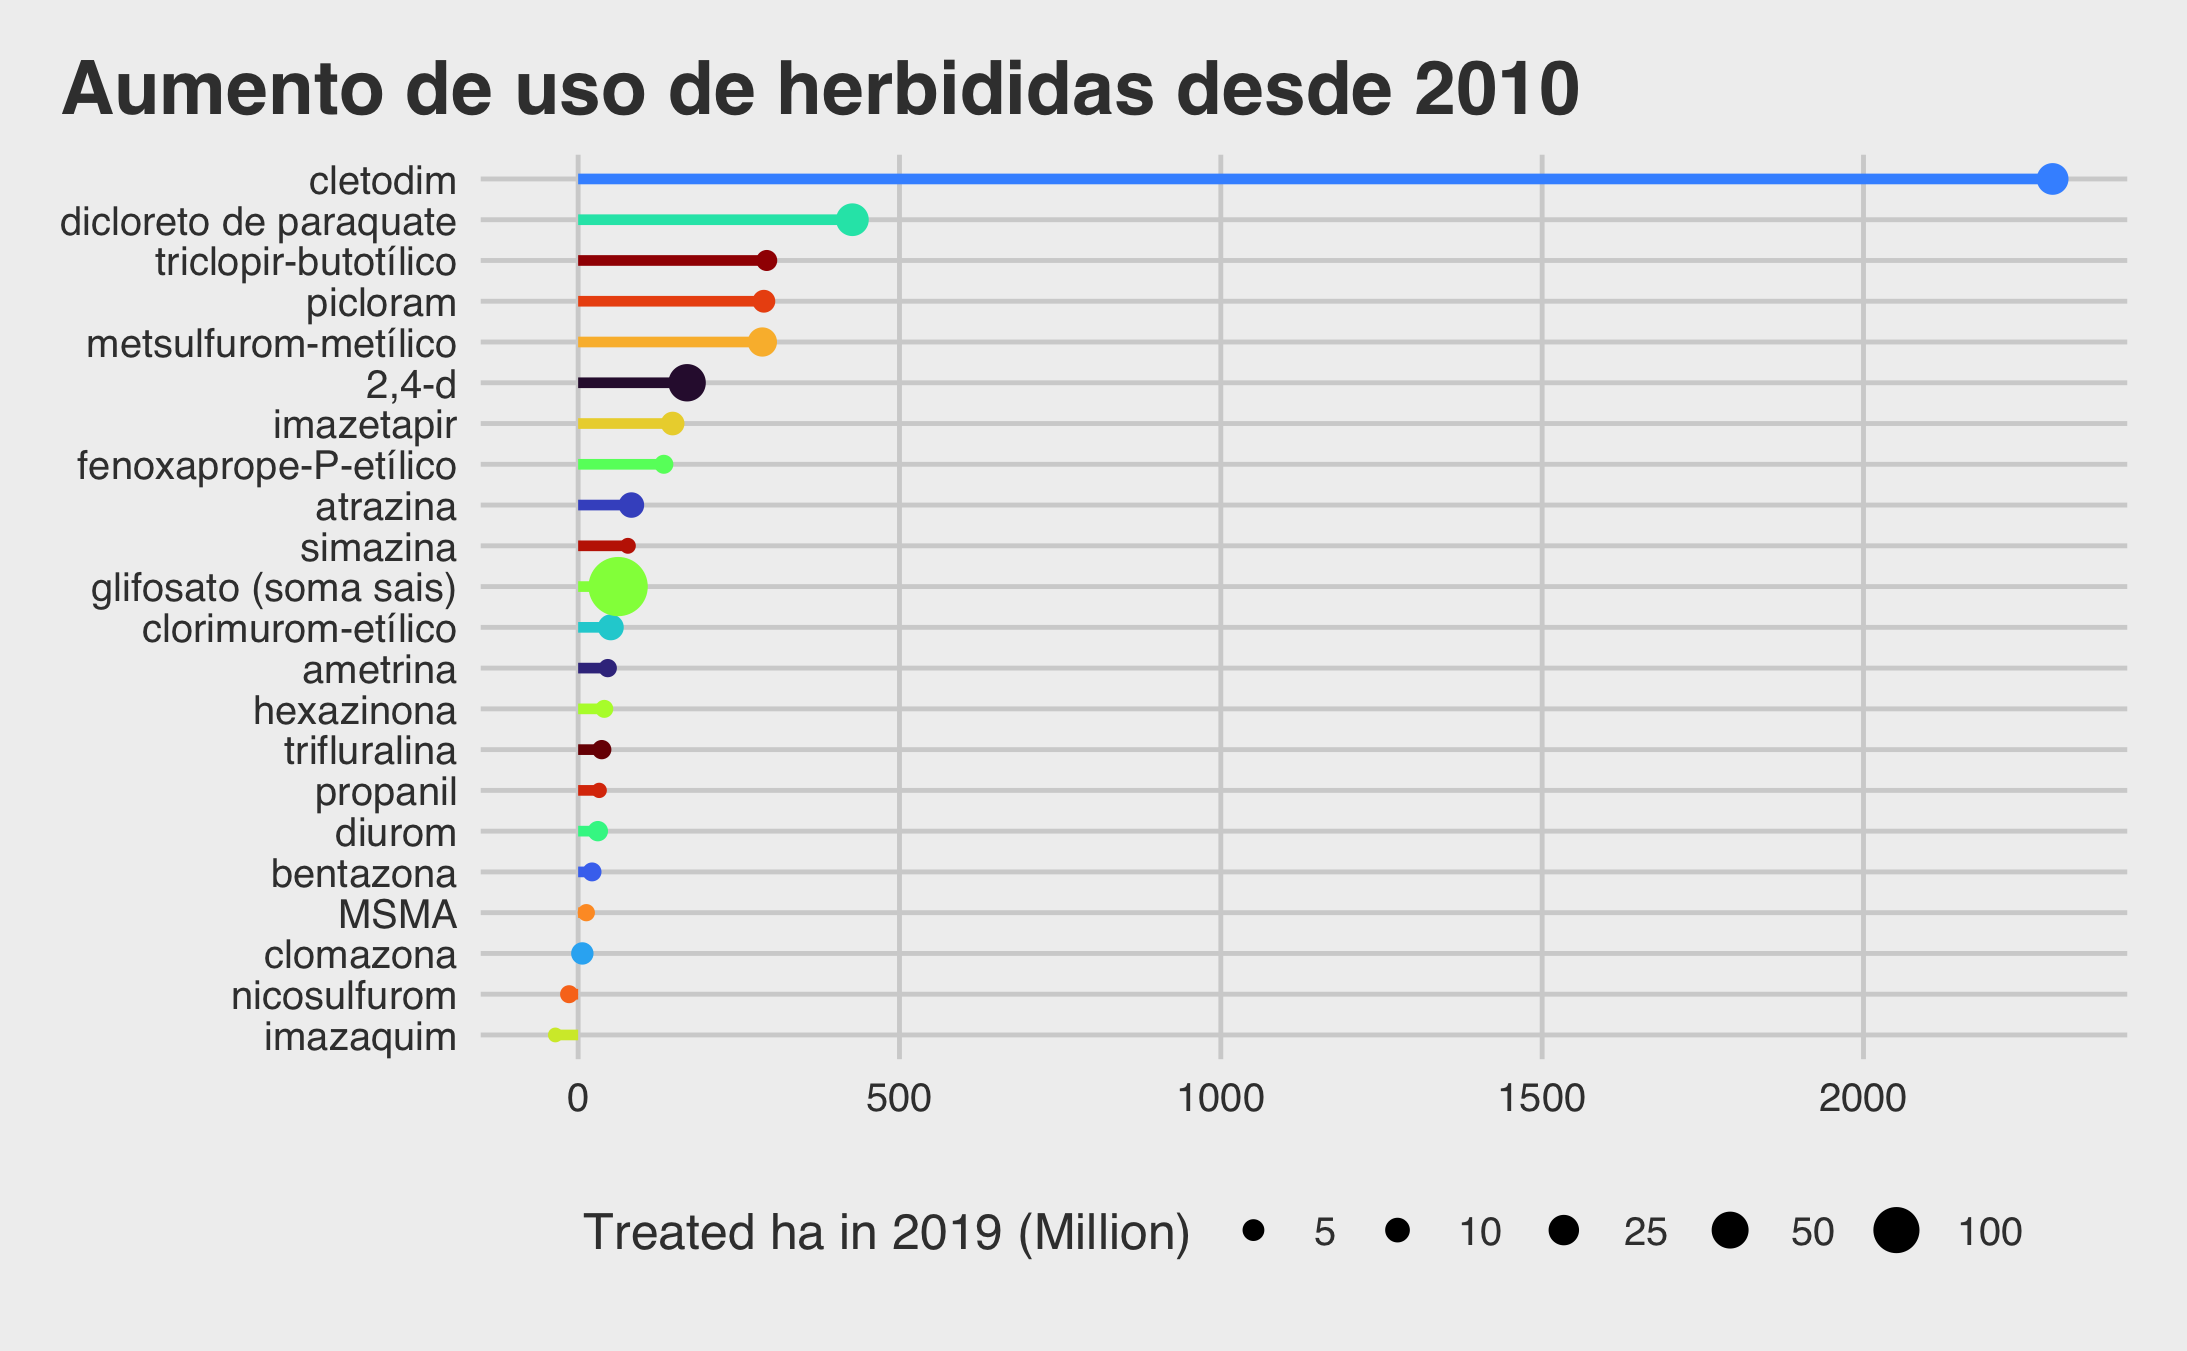 Aumento de uso de herbididas desde 2010
cletodim
dicloreto de paraquate
triclopir-butotílico
picloram
metsulfurom-metílico
2,4-d
imazetapir
fenoxaprope-P-etílico
atrazina
simazina
glifosato (soma sais)
clorimurom-etílico
ametrina
hexazinona
trifluralina
propanil
diurom
bentazona
MSMA
clomazona
nicosulfurom
imazaquim
0 500 1000 1500 2000
Treated ha in 2019 (Million) 5 10 25 50 100